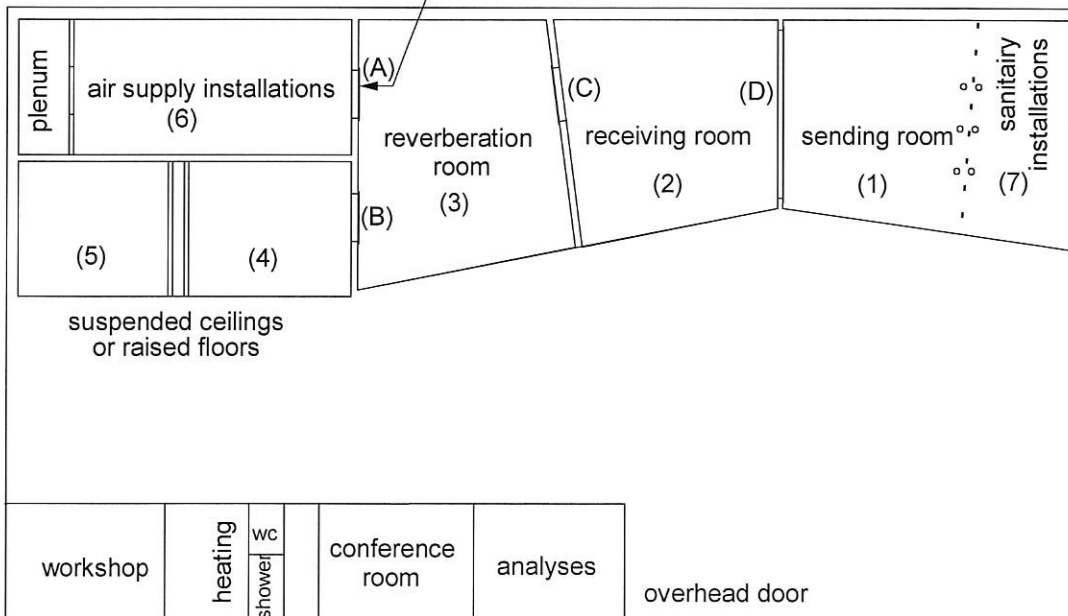 plenum
air supply installations
(6)
(A)
(B)
reverberation
room
(3)
(C)
receiving room
(2)
(D)
sending room
(1)
sanitairy
installations
(7)
(5)
(4)
suspended ceilings
or raised floors
workshop
heating
wc
shower
conference
room
analyses
overhead door